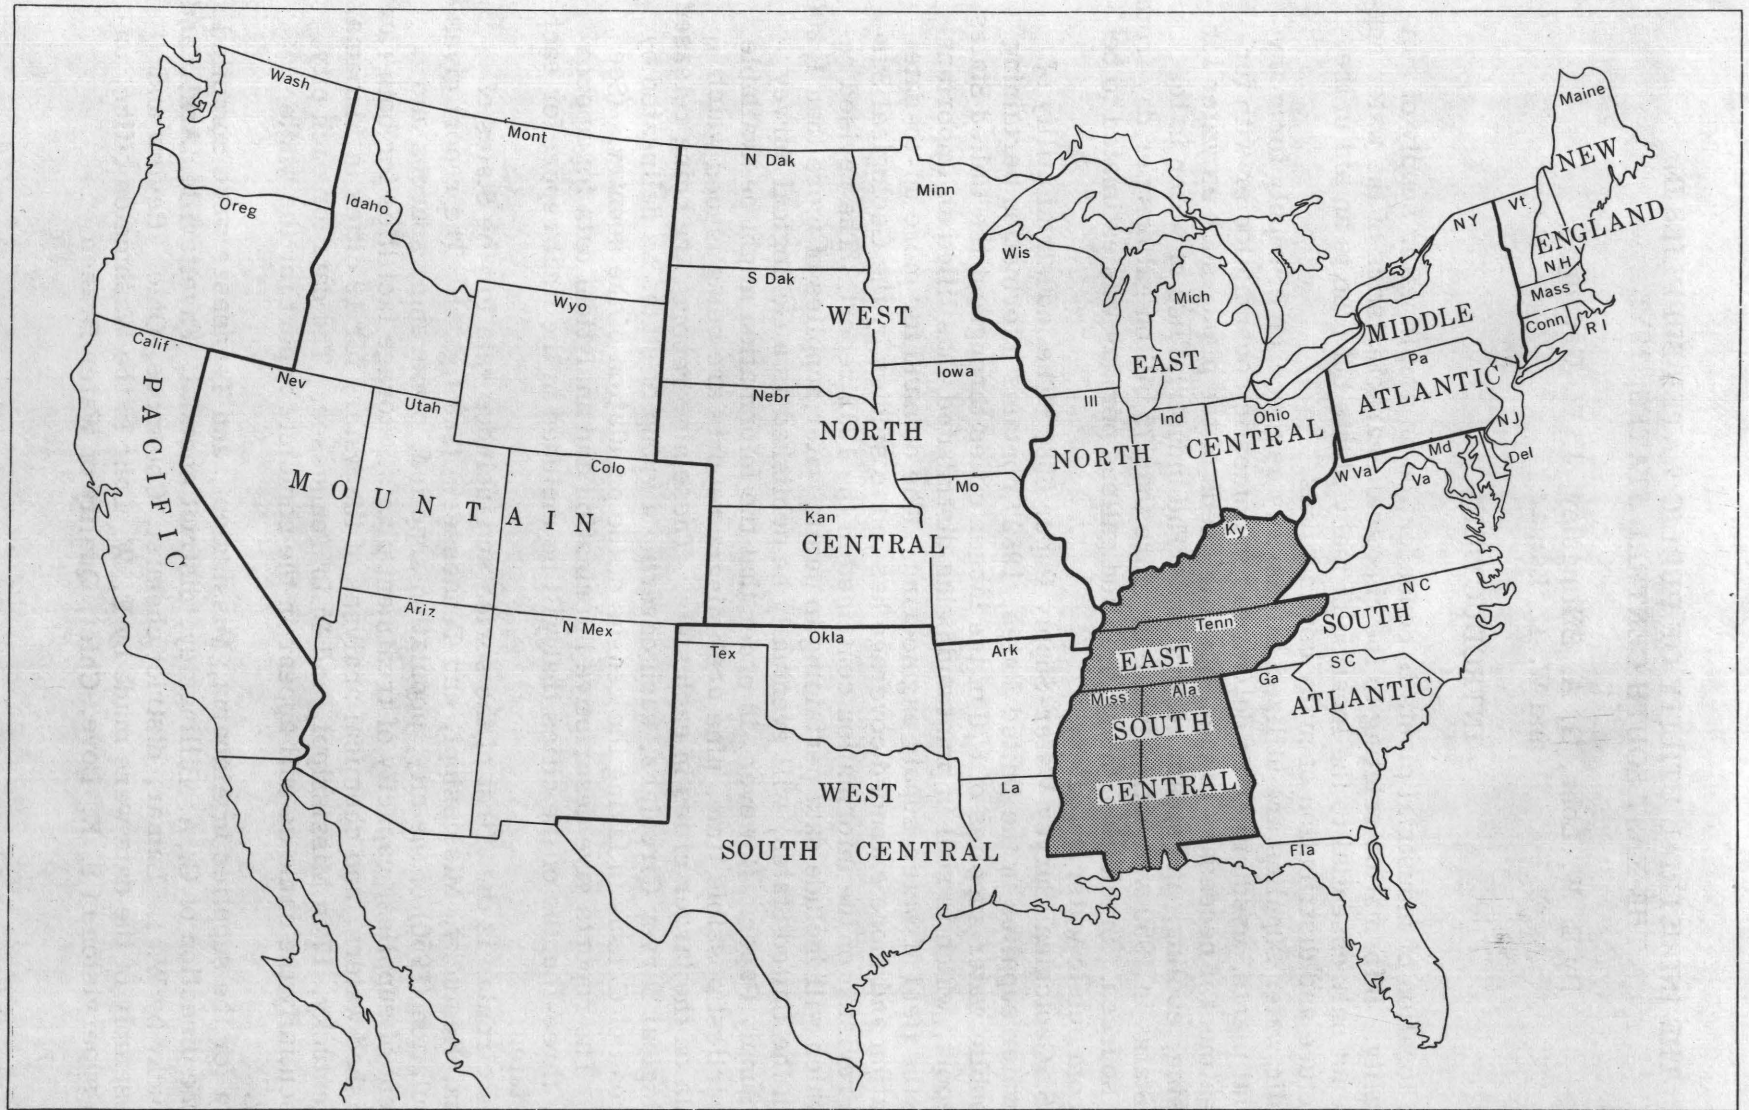 Wash
Mont
N Dak
Minn
Maine
Oreg
Idaho
S Dak
Wis
Mich
NY
Vt
NEW
ENGLAND
NH
Mass
Conn
R I
Calif
Nev
Utah
Wyo
Colo
Nebr
Iowa
Ill
Ind
Ohio
Pa
NJ
Md
Del
W Va
Va
Kan
Mo
Ky
Ariz
N Mex
Tex
Okla
Ark
Tenn
N C
S C
Miss
Ala
Ga
La
Fla
PACIFIC
MOUNTAIN
WEST
NORTH
CENTRAL
EAST
NORTH CENTRAL
MIDDLE
ATLANTIC
WEST
SOUTH CENTRAL
EAST
SOUTH
CENTRAL
SOUTH
ATLANTIC